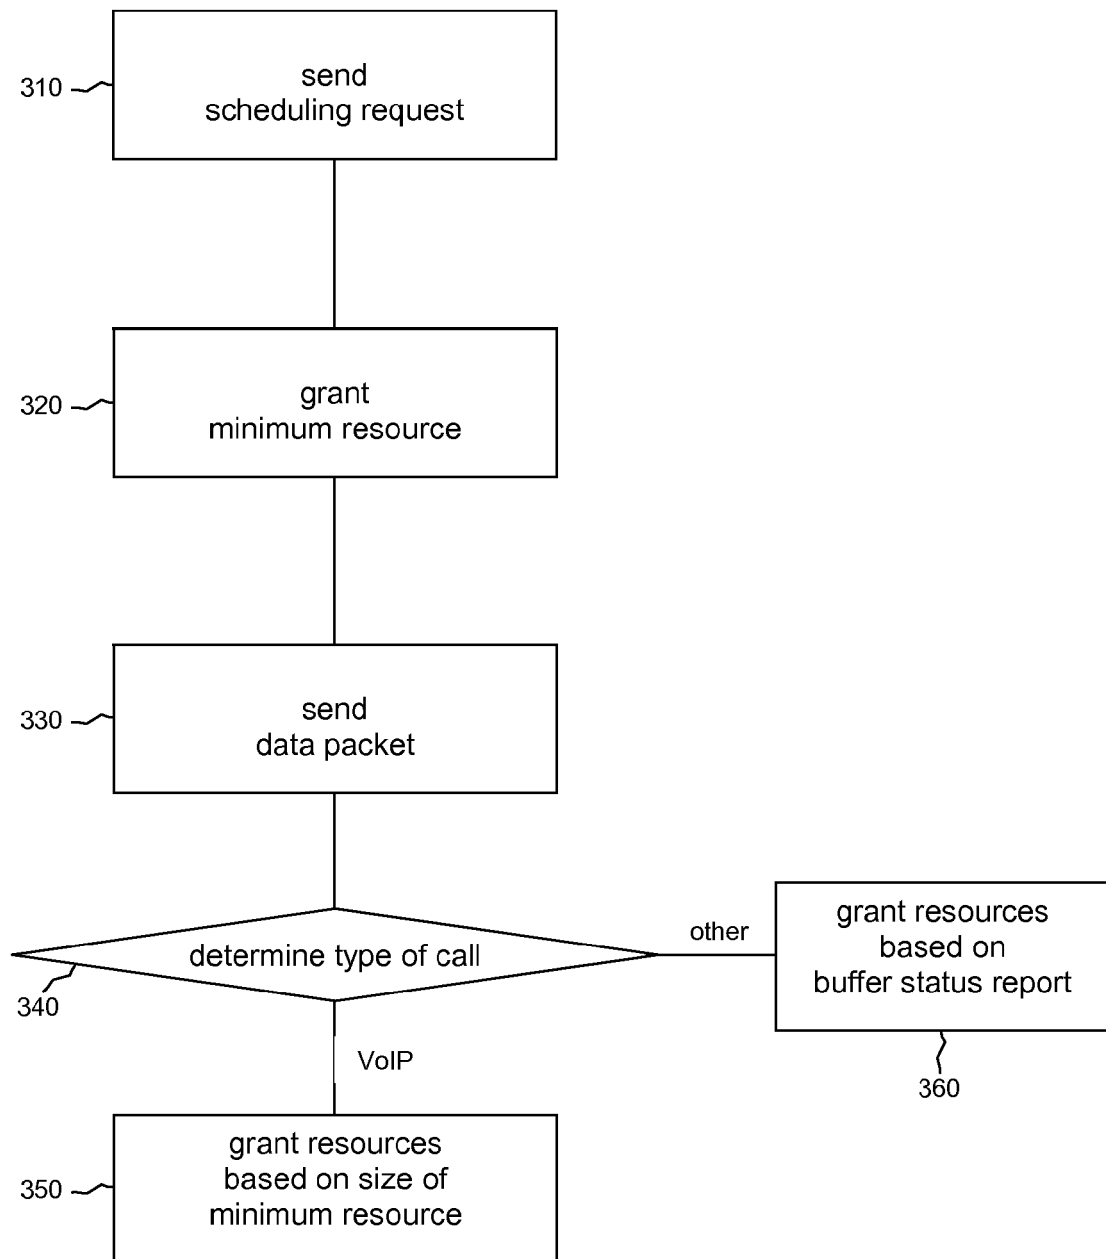 310
send
scheduling request
320
grant
minimum resource
330
send
data packet
determine type of call
340
other
grant resources
based on
buffer status report
360
VoIP
350
grant resources
based on size of
minimum resource